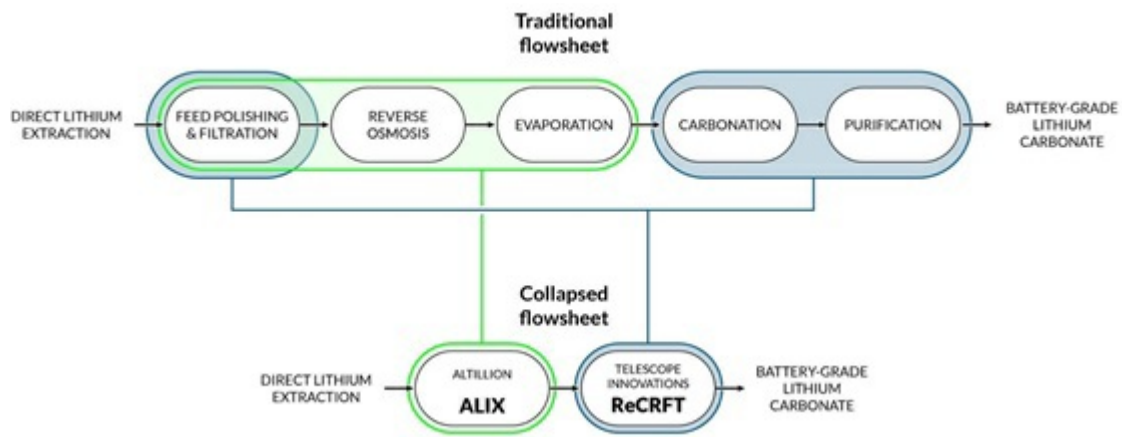 Traditional
flowsheet
DIRECT LITHIUM
EXTRACTION
FEED POLISHING
& FILTRATION
REVERSE
OSMOSIS
EVAPORATION
CARBONATION
PURIFICATION
BATTERY-GRADE
LITHIUM
CARBONATE
Collapsed
flowsheet
DIRECT LITHIUM
EXTRACTION
ALTILLION
ALIX
TELESCOPE
INNOVATIONS
ReCRFT
BATTERY-GRADE
LITHIUM
CARBONATE